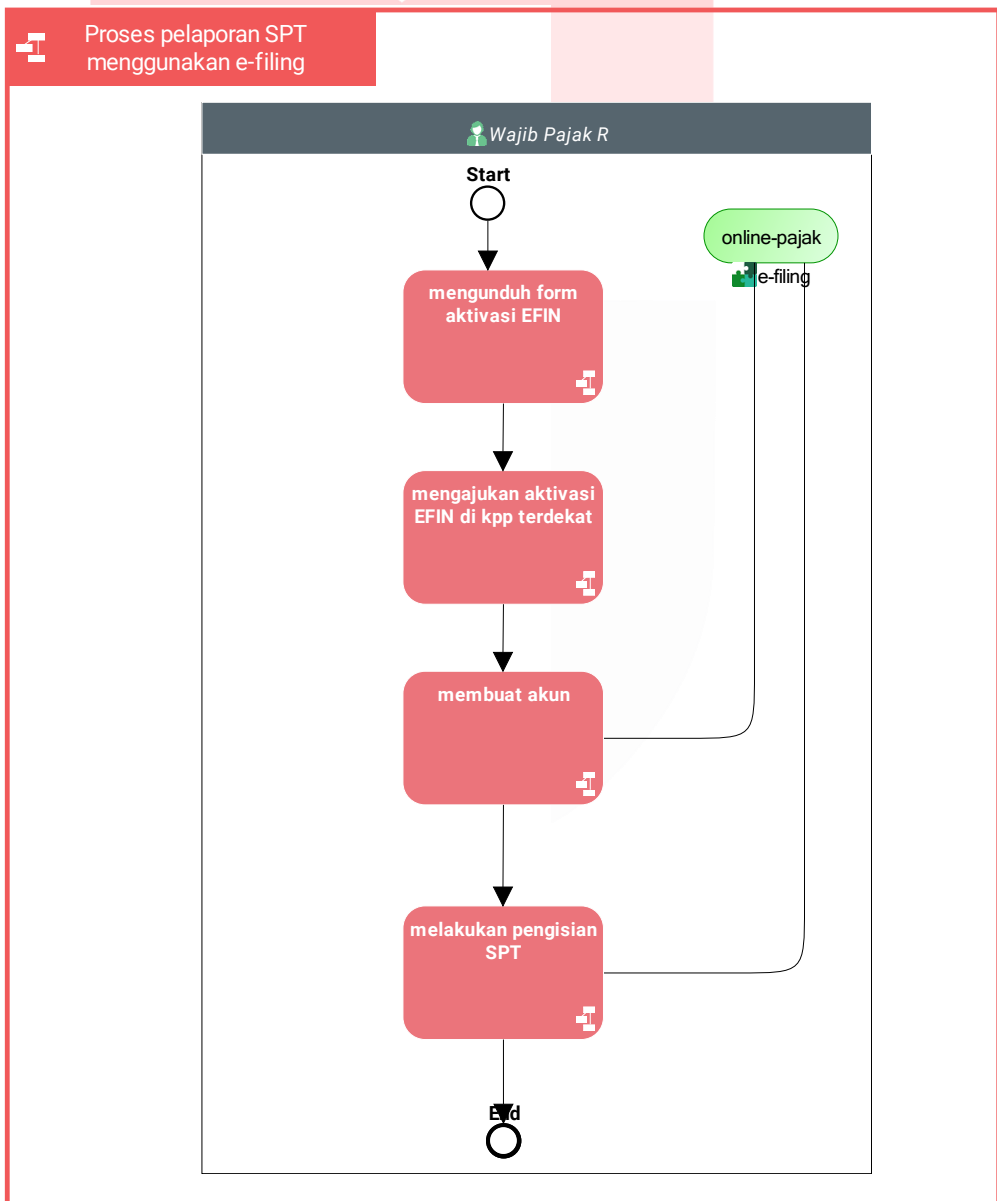 Proses pelaporan SPT
menggunakan e-filing
Wajib Pajak R
Start
online-pajak
e-filing
mengunduh form
aktivasi EFIN
mengajukan aktivasi
EFIN di kpp terdekat
membuat akun
melakukan pengisian
SPT
End